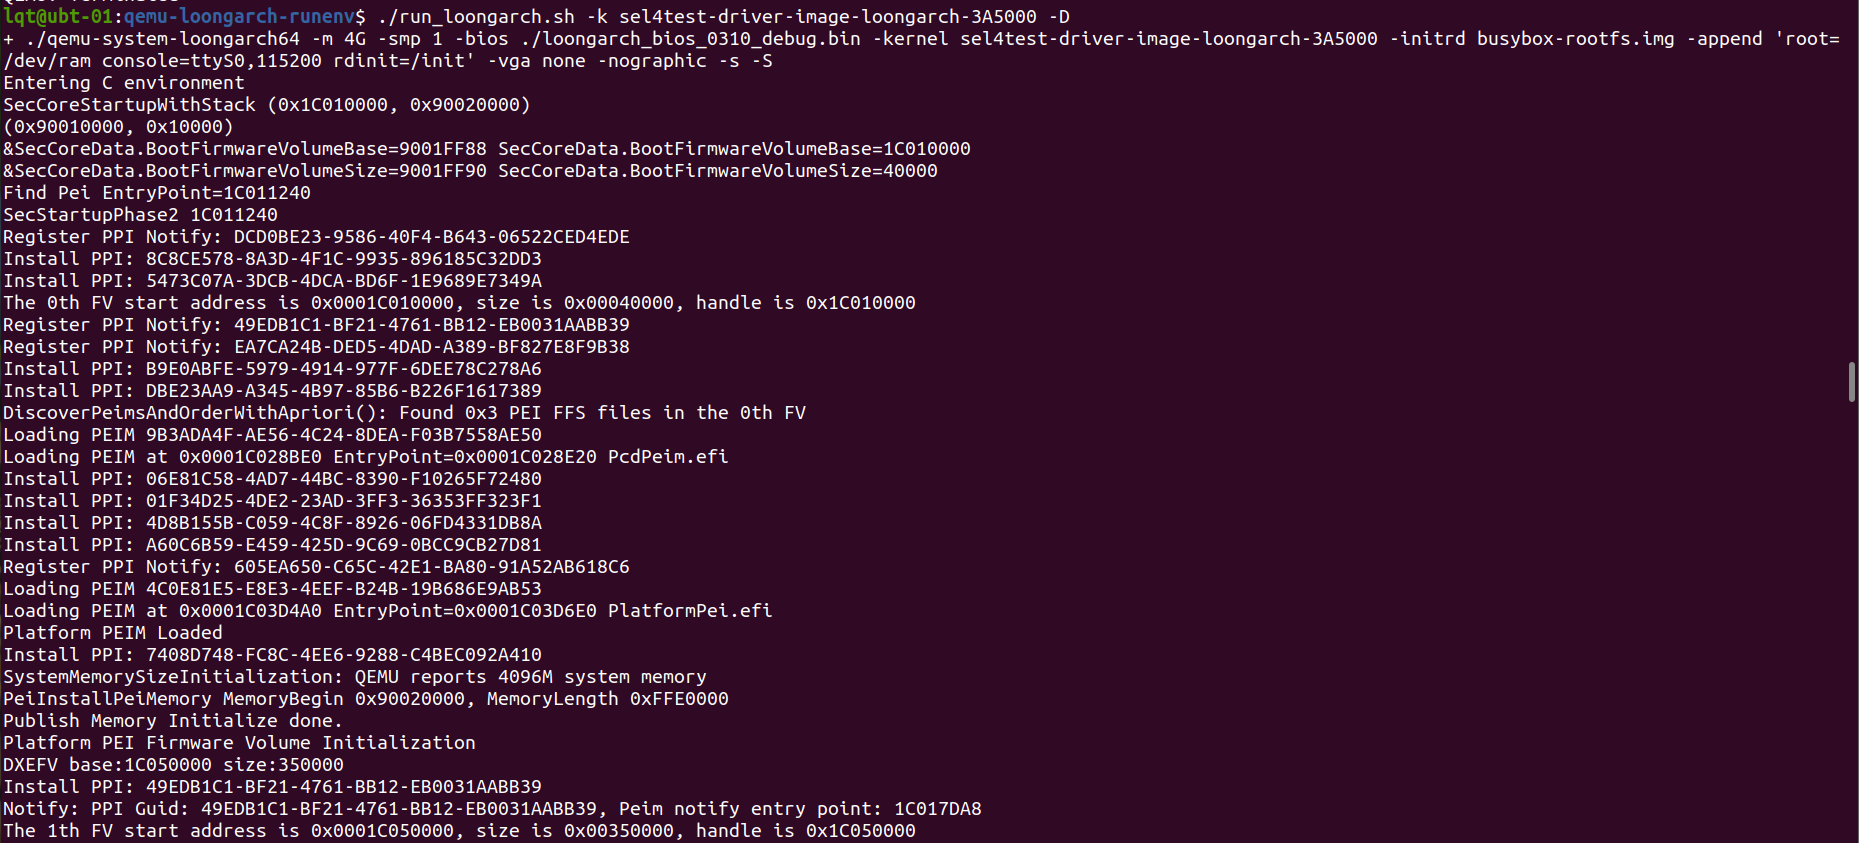 lqt@ubt-01:qemu-loongarch-runenv$ ./run_loongarch.sh -k sel4test-driver-image-loongarch-3A5000 -D
+ ./qemu-system-loongarch64 -m 4G -smp 1 -bios ./loongarch_bios_0310_debug.bin -kernel sel4test-driver-image-loongarch-3A5000 -initrd busybox-rootfs.img -append 'root=
/dev/ram console=ttyS0,115200 rdinit=/init' -vga none -nographic -s -S
Entering C environment
SecCoreStartupWithStack (0x1C010000, 0x90020000)
(0x90010000, 0x10000)
&SecCoreData.BootFirmwareVolumeBase=9001FF88 SecCoreData.BootFirmwareVolumeBase=1C010000
&SecCoreData.BootFirmwareVolumeSize=9001FF90 SecCoreData.BootFirmwareVolumeSize=40000
Find Pei EntryPoint=1C011240
SecStartupPhase2 1C011240
Register PPI Notify: DCD0BE23-9586-40F4-B643-06522CED4EDE
Install PPI: 8C8CE578-8A3D-4F1C-9935-896185C32DD3
Install PPI: 5473C07A-3DCB-4DCA-BD6F-1E9689E7349A
The 0th FV start address is 0x0001C010000, size is 0x00040000, handle is 0x1C010000
Register PPI Notify: 49EDB1C1-BF21-4761-BB12-EB0031AABB39
Register PPI Notify: EA7CA24B-DED5-4DAD-A389-BF827E8F9B38
Install PPI: B9E0ABFE-5979-4914-977F-6DEE78C278A6
Install PPI: DBE23AA9-A345-4B97-85B6-B226F1617389
DiscoverPeimsAndOrderWithApriori(): Found 0x3 PEI FFS files in the 0th FV
Loading PEIM 9B3ADA4F-AE56-4C24-8DEA-F03B7558AE50
Loading PEIM at 0x0001C028BE0 EntryPoint=0x0001C028E20 PcdPeim.efi
Install PPI: 06E81C58-4AD7-44BC-8390-F10265F72480
Install PPI: 01F34D25-4DE2-23AD-3FF3-36353FF323F1
Install PPI: 4D8B155B-C059-4C8F-8926-06FD4331DB8A
Install PPI: A60C6B59-E459-425D-9C69-0BCC9CB27D81
Register PPI Notify: 605EA650-C65C-42E1-BA80-91A52AB618C6
Loading PEIM 4C0E81E5-E8E3-4EEF-B24B-19B686E9AB53
Loading PEIM at 0x0001C03D4A0 EntryPoint=0x0001C03D6E0 PlatformPei.efi
Platform PEIM Loaded
Install PPI: 7408D748-FC8C-4EE6-9288-C4BEC092A410
SystemMemorySizeInitialization: QEMU reports 4096M system memory
PeiInstallPeiMemory MemoryBegin 0x90020000, MemoryLength 0xFFE0000
Publish Memory Initialize done.
Platform PEI Firmware Volume Initialization
DXEFV base:1C050000 size:350000
Install PPI: 49EDB1C1-BF21-4761-BB12-EB0031AABB39
Notify: PPI Guid: 49EDB1C1-BF21-4761-BB12-EB0031AABB39, Peim notify entry point: 1C017DA8
The 1th FV start address is 0x0001C050000, size is 0x00350000, handle is 0x1C050000